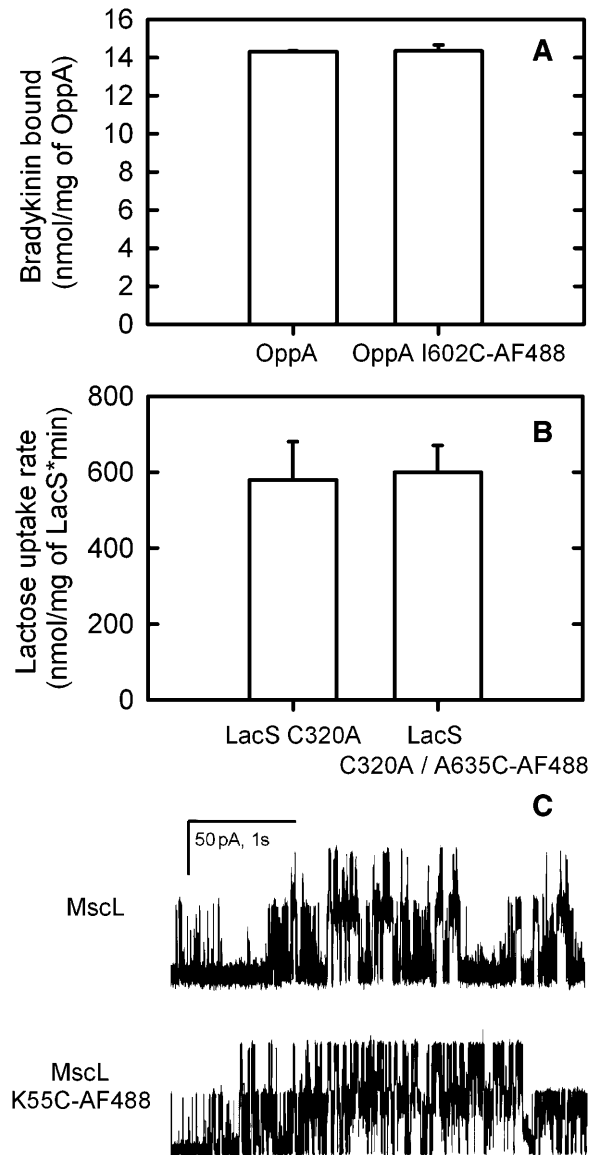 A
Bradykinin bound
(nmol/mg of OppA)
16
14
12
10
8
6
4
2
0
OppA
OppA I602C-AF488
B
Lactose uptake rate
(nmol/mg of LacS*min)
800
600
400
200
0
LacS C320A
LacS
C320A / A635C-AF488
C
50 pA, 1s
MscL
MscL
K55C-AF488